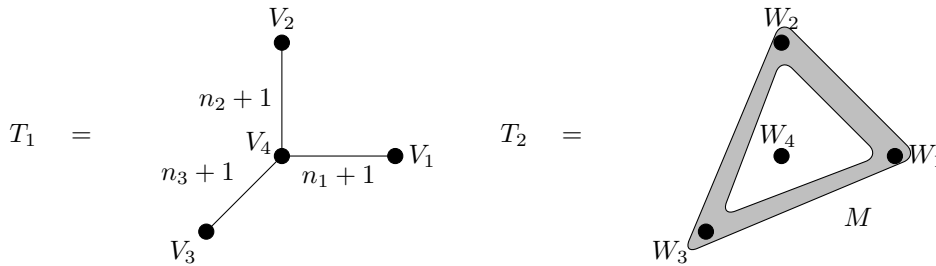 V₂ W₂
n₂ + 1
T₁ = V₄ T₂ = W₄
n₃ + 1 n₁ + 1 V₁ W₁
V₃ W₃ M